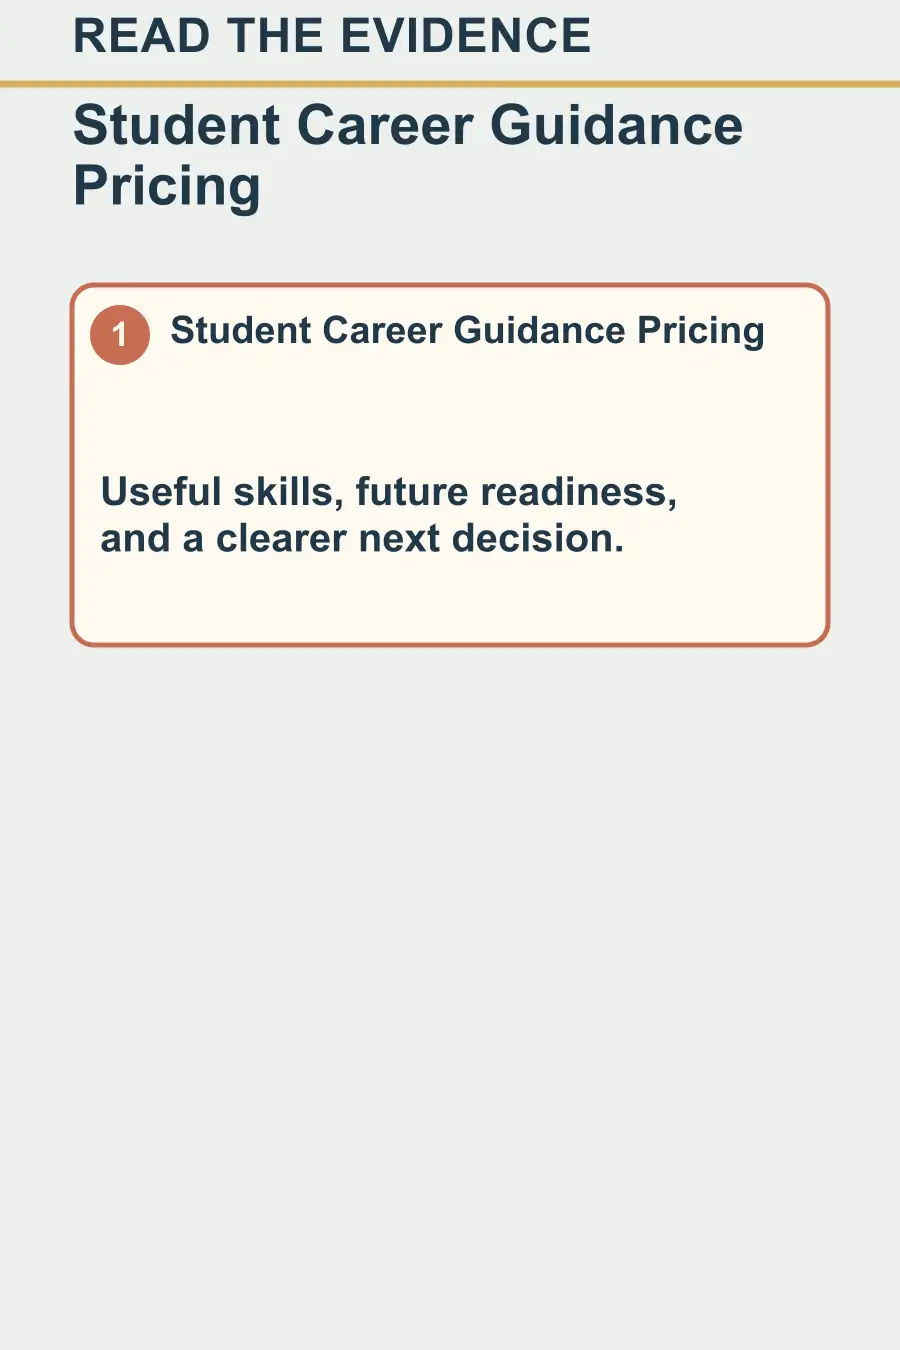 READ THE EVIDENCE
Student Career Guidance
Pricing
1 Student Career Guidance Pricing
Useful skills, future readiness,
and a clearer next decision.